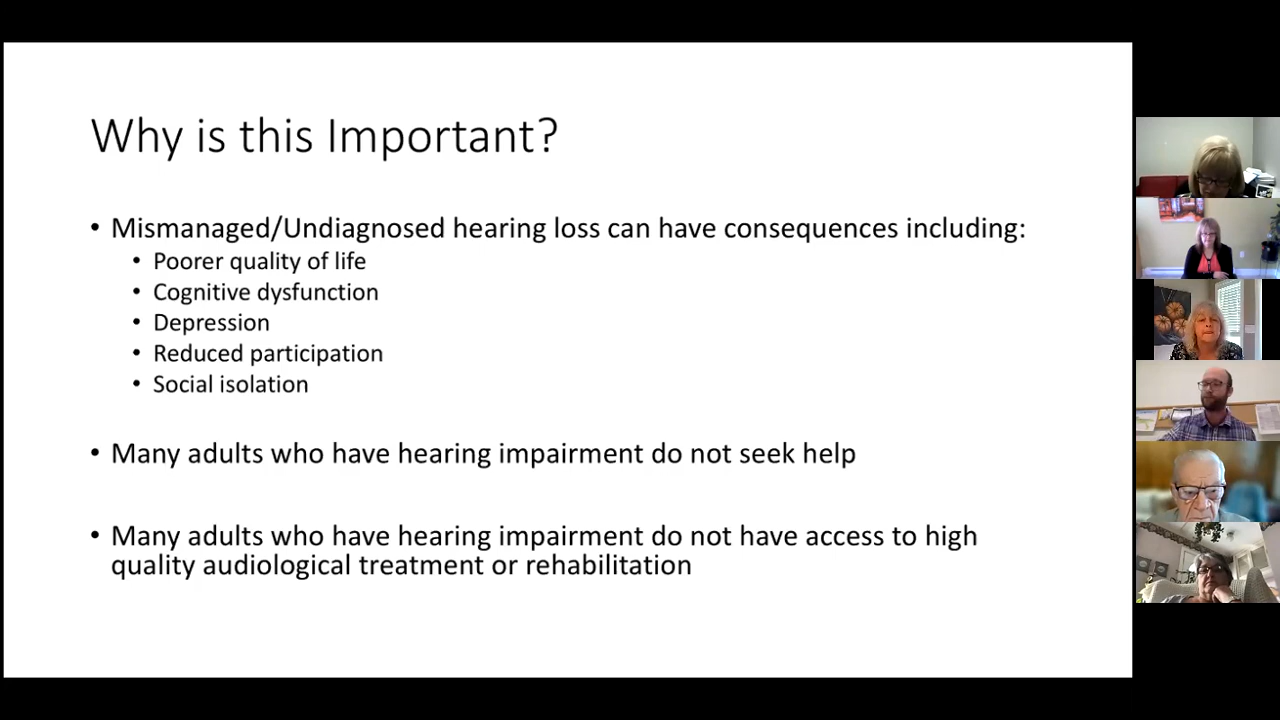 Why is this Important?
• Mismanaged/Undiagnosed hearing loss can have consequences including:
• Poorer quality of life
• Cognitive dysfunction
• Depression
• Reduced participation
• Social isolation
• Many adults who have hearing impairment do not seek help
• Many adults who have hearing impairment do not have access to high
quality audiological treatment or rehabilitation